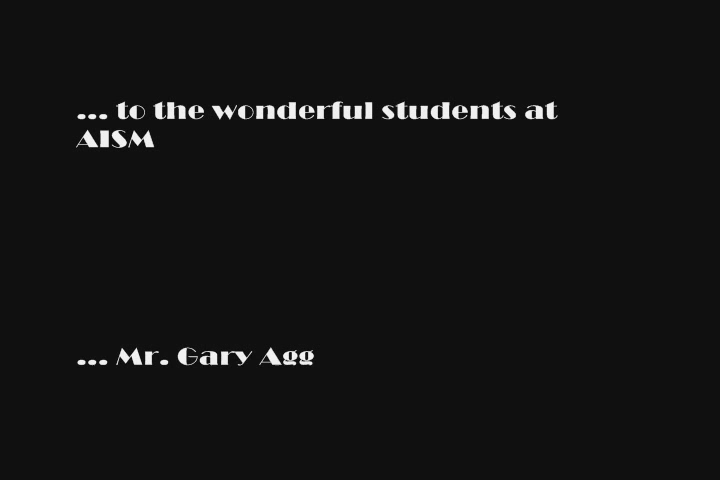 ... to the wonderful students at
AISM
... Mr. Gary Agg